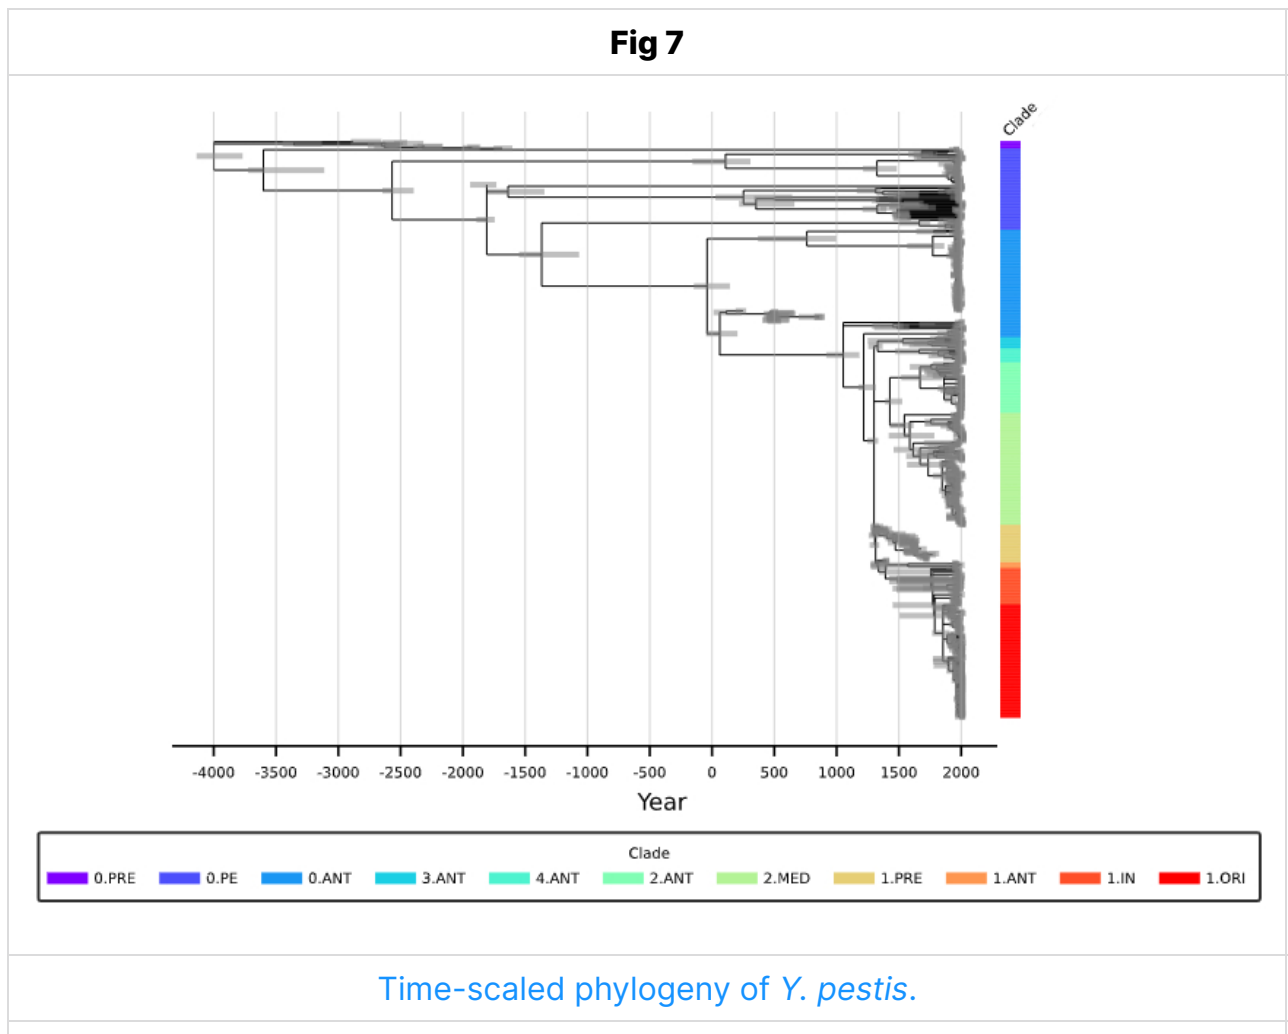 Fig 7
Clade
-4000 -3500 -3000 -2500 -2000 -1500 -1000 -500 0 500 1000 1500 2000
Year
Clade
0.PRE 0.PE 0.ANT 3.ANT 4.ANT 2.ANT 2.MED 1.PRE 1.ANT 1.IN 1.ORI
Time-scaled phylogeny of Y. pestis.